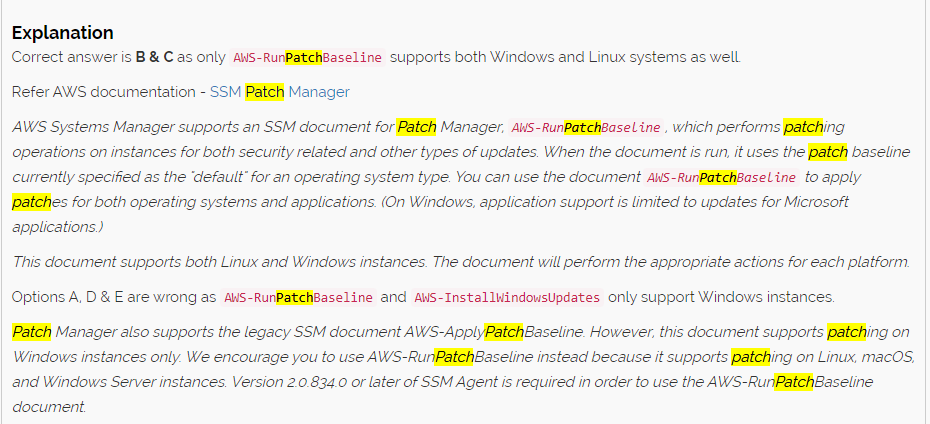 Explanation
Correct answer is B & C as only AWS-RunPatchBaseline supports both Windows and Linux systems as well.
Refer AWS documentation - SSM Patch Manager
AWS Systems Manager supports an SSM document for Patch Manager, AWS-RunPatchBaseline , which performs patching
operations on instances for both security related and other types of updates. When the document is run, it uses the patch baseline
currently specified as the "default" for an operating system type. You can use the document AWS-RunPatchBaseline to apply
patches for both operating systems and applications. (On Windows, application support is limited to updates for Microsoft
applications.)
This document supports both Linux and Windows instances. The document will perform the appropriate actions for each platform.
Options A, D & E are wrong as AWS-RunPatchBaseline and AWS-InstallWindowsUpdates only support Windows instances.
Patch Manager also supports the legacy SSM document AWS-ApplyPatchBaseline. However, this document supports patching on
Windows instances only. We encourage you to use AWS-RunPatchBaseline instead because it supports patching on Linux, macOS,
and Windows Server instances. Version 2.0.834.0 or later of SSM Agent is required in order to use the AWS-RunPatchBaseline
document.